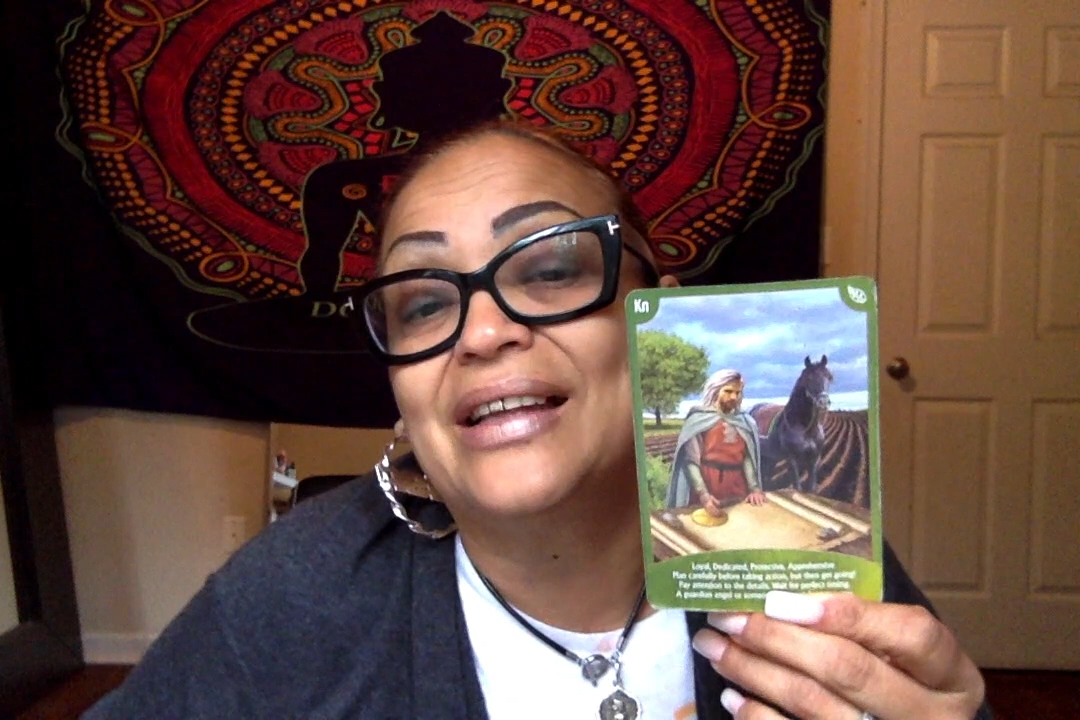 Kn
Loyal, Dedicated, Protective, Apprehensive
Plan carefully before taking action, but then get going!
Pay attention to the details. Wait for perfect timing.
A guardian angel or